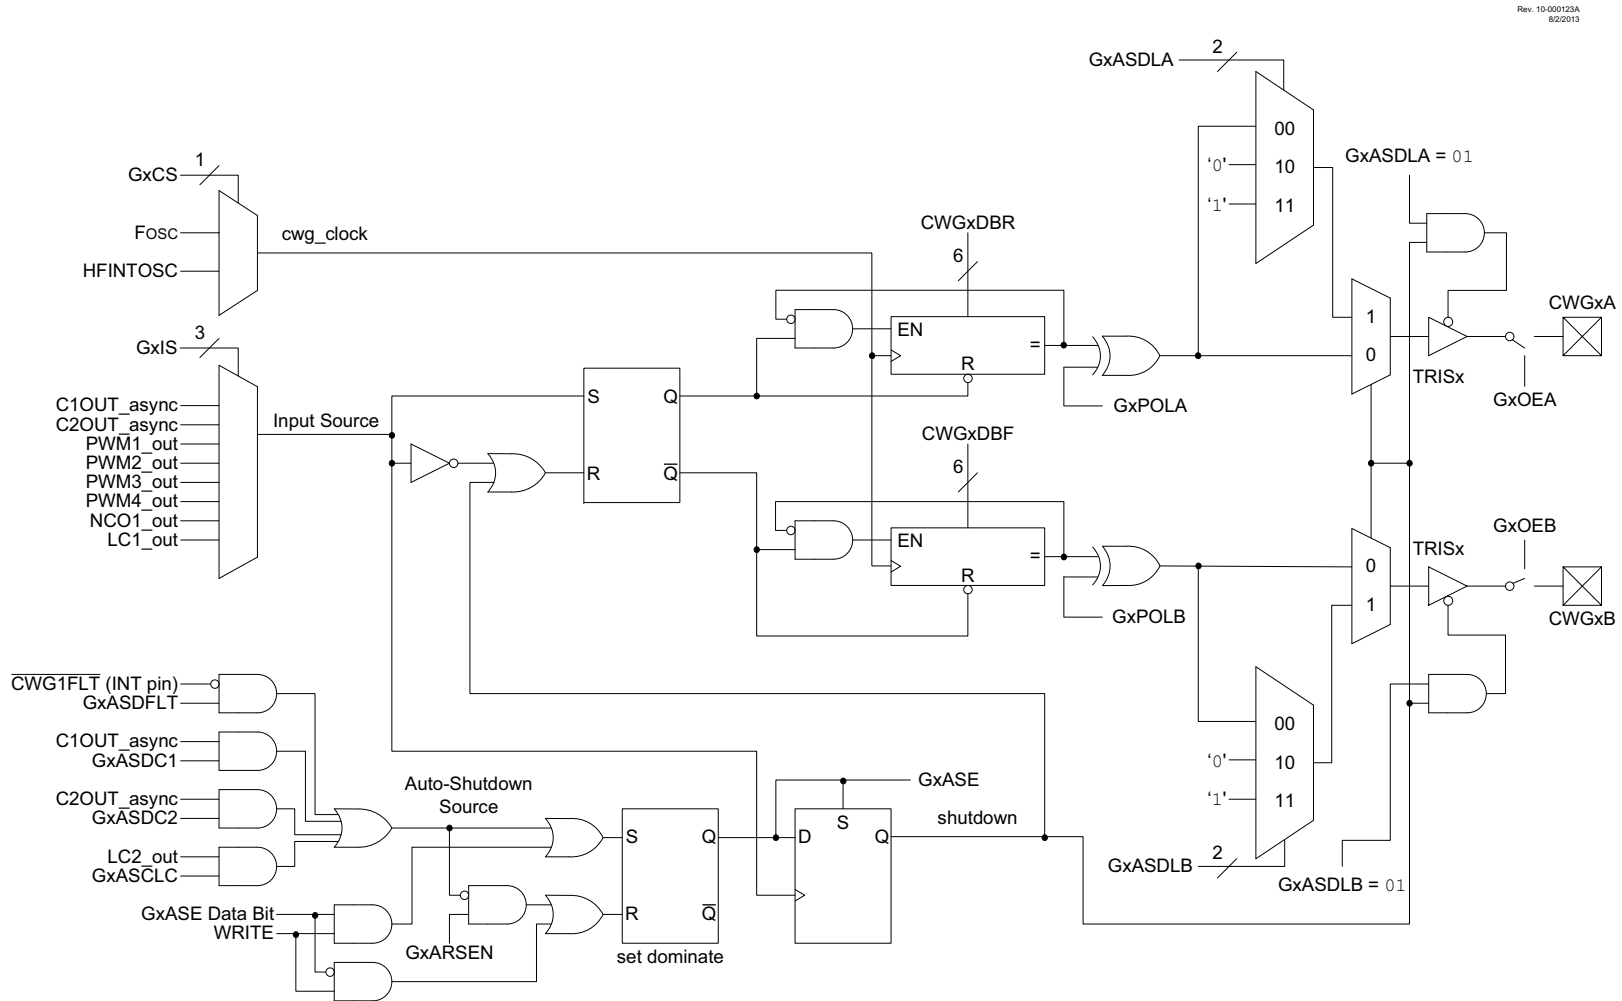 Rev. 10-000123A
8/2/2013
GxASDLA
2
00
'0'
10
'1'
11
GxASDLA = 01
GxCS
1
FOSC
HFINTOSC
cwg_clock
CWGxDBR
6
EN
=
R
GxPOLA
1
0
TRISx
CWGxA
GxOEA
GxIS
3
C1OUT_async
C2OUT_async
PWM1_out
PWM2_out
PWM3_out
PWM4_out
NCO1_out
LC1_out
Input Source
S
Q
R
Q
CWGxDBF
6
EN
=
R
GxPOLB
0
1
TRISx
GxOEB
CWGxB
CWG1FLT (INT pin)
GxASDFLT
C1OUT_async
GxASDC1
C2OUT_async
GxASDC2
LC2_out
GxASCLC
Auto-Shutdown
Source
GxASE Data Bit
WRITE
GxARSEN
S
Q
R
Q
set dominate
GxASE
S
D
Q
shutdown
00
'0'
10
'1'
11
GxASDLB
2
GxASDLB = 01